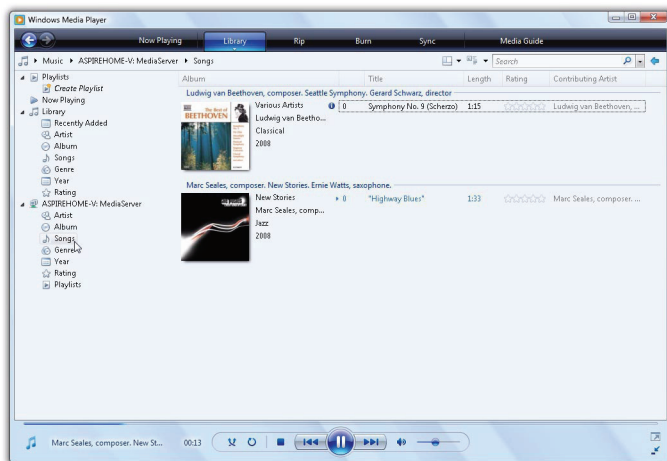 Windows Media Player
Now Playing Library Rip Burn Sync Media Guide
Music ▸ ASPIREHOME-V: MediaServer ▸ Songs
Search
Playlists
Create Playlist
Now Playing
Library
Recently Added
Artist
Album
Songs
Genre
Year
Rating
ASPIREHOME-V: MediaServer
Artist
Album
Songs
Genre
Year
Rating
Playlists
Album Title Length Rating Contributing Artist
Ludwig van Beethoven, composer. Seattle Symphony. Gerard Schwarz, director
The Best of
BEETHOVEN
Various Artists 0 Symphony No. 9 (Scherzo) 1:15 Ludwig van Beethoven, ...
Ludwig van Beetho...
Classical
2008
Marc Seales, composer. New Stories. Ernie Watts, saxophone.
New Stories 0 "Highway Blues" 1:33 Marc Seales, composer. ...
Marc Seales, comp...
Jazz
2008
Marc Seales, composer. New St... 00:13